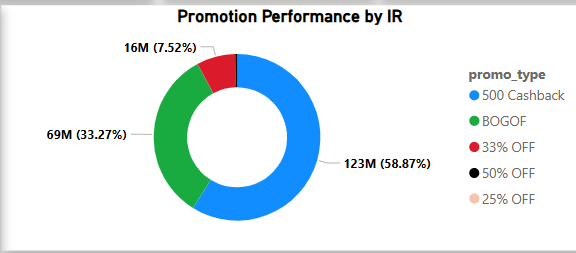 Promotion Performance by IR
16M (7.52%)
69M (33.27%)
123M (58.87%)
promo_type
500 Cashback
BOGOF
33% OFF
50% OFF
25% OFF